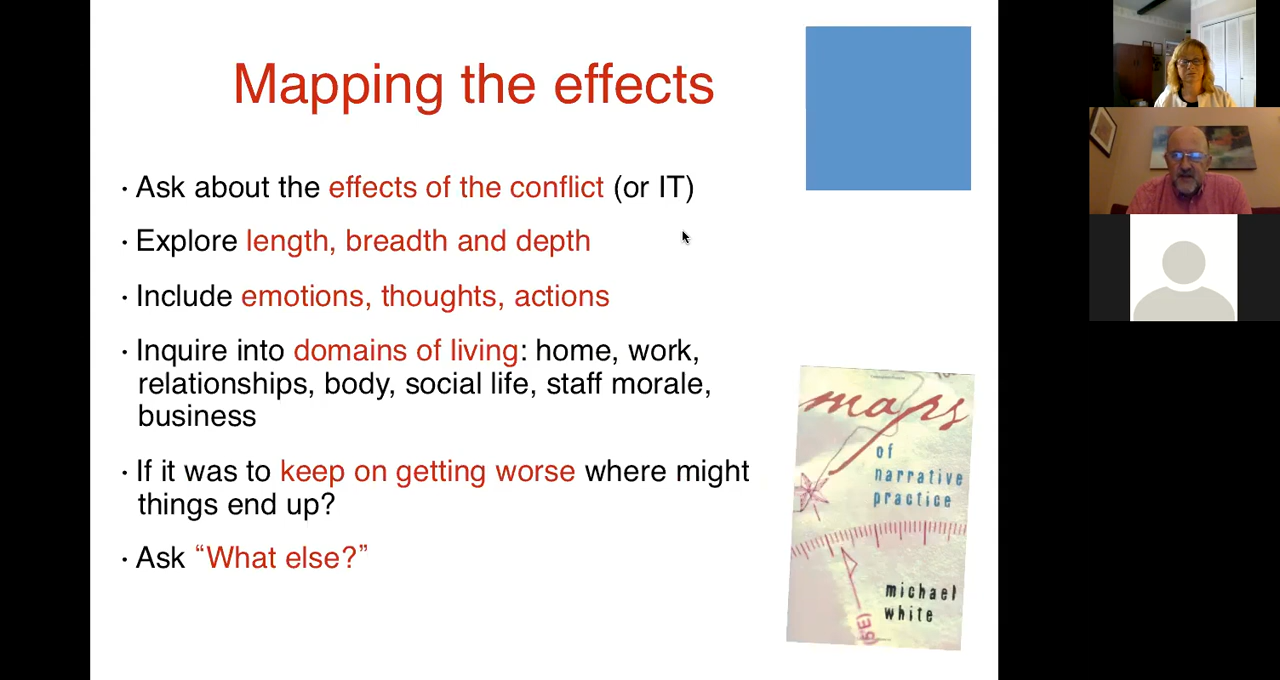 Mapping the effects
· Ask about the effects of the conflict (or IT)
· Explore length, breadth and depth
· Include emotions, thoughts, actions
· Inquire into domains of living: home, work,
relationships, body, social life, staff morale,
business
· If it was to keep on getting worse where might
things end up?
· Ask “What else?”
maps
of
narrative
practice
michael
white